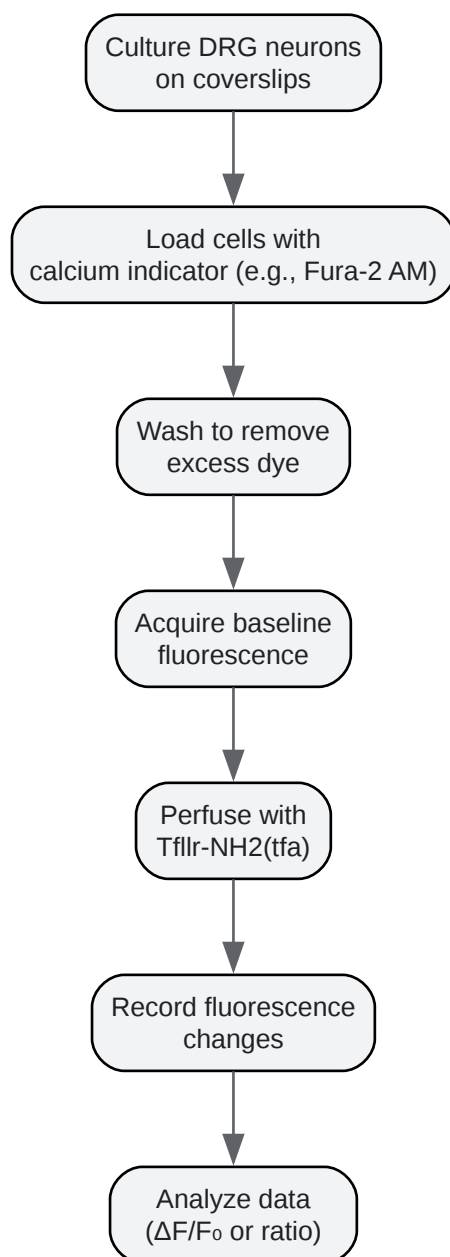 Culture DRG neurons
on coverslips
Load cells with
calcium indicator (e.g., Fura-2 AM)
Wash to remove
excess dye
Acquire baseline
fluorescence
Perfuse with
Tfllr-NH2(tfa)
Record fluorescence
changes
Analyze data
(ΔF/F₀ or ratio)